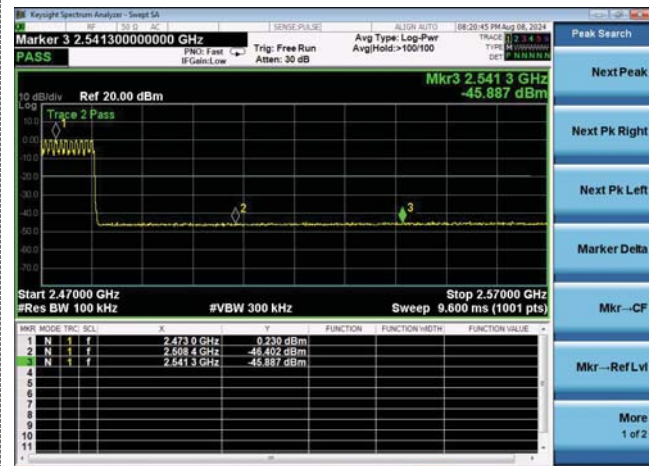 Keysight Spectrum Analyzer - Swept SA
RF 50 Ω AC SENSE:PULSE ALIGN AUTO 08:20:45 PM Aug 08, 2024
Marker 3 2.541300000000 GHz
PASS
PNO: Fast
IFGain:Low
Trig: Free Run
Atten: 30 dB
Avg Type: Log-Pwr
Avg|Hold:>100/100
TRACE 1 2 3 4 5 6
TYPE M
DET P N N N N N
Mkr3 2.541 3 GHz
-45.887 dBm
10 dB/div Ref 20.00 dBm
Log
Trace 2 Pass
10.0
0.00
-10.0
-20.0
-30.0
-40.0
-50.0
-60.0
-70.0
1
2
3
Start 2.47000 GHz Stop 2.57000 GHz
#Res BW 100 kHz #VBW 300 kHz Sweep 9.600 ms (1001 pts)
MKR MODE TRC SCL X Y FUNCTION FUNCTION WIDTH FUNCTION VALUE
1 N 1 f 2.473 0 GHz 0.230 dBm
2 N 1 f 2.508 4 GHz -46.402 dBm
3 N 1 f 2.541 3 GHz -45.887 dBm
4
5
6
7
8
9
10
11
Peak Search
Next Peak
Next Pk Right
Next Pk Left
Marker Delta
Mkr→CF
Mkr→Ref Lvl
More
1 of 2